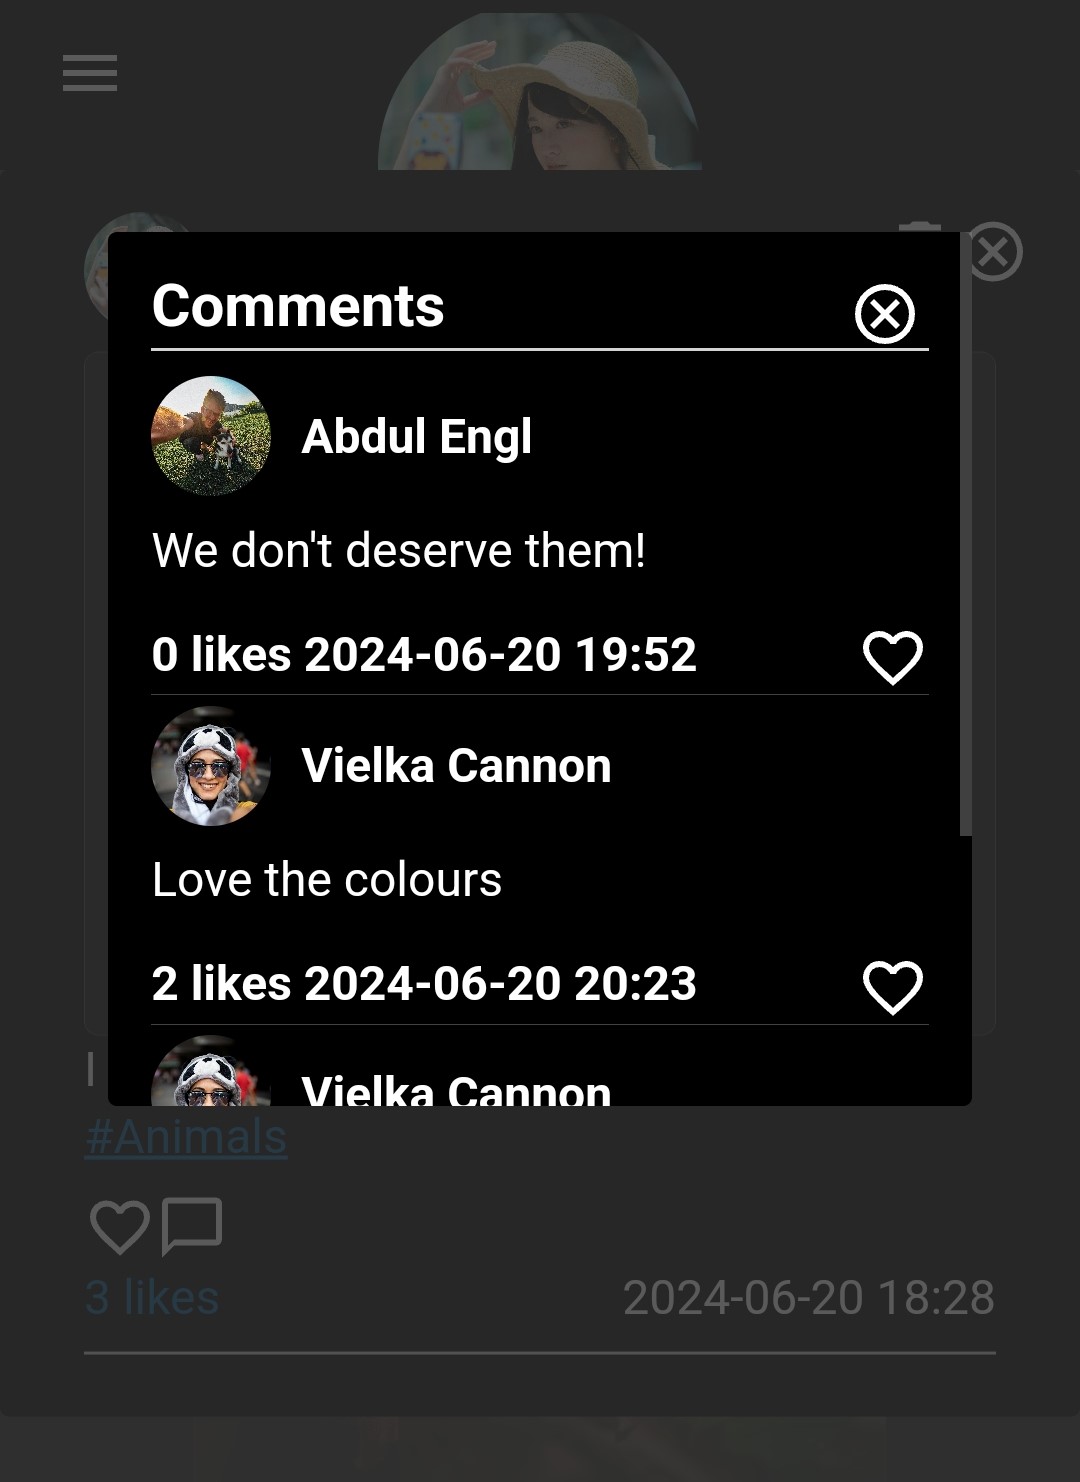 Comments
Abdul Engl
We don't deserve them!
0 likes 2024-06-20 19:52
Vielka Cannon
Love the colours
2 likes 2024-06-20 20:23
Vielka Cannon
#Animals
3 likes 2024-06-20 18:28